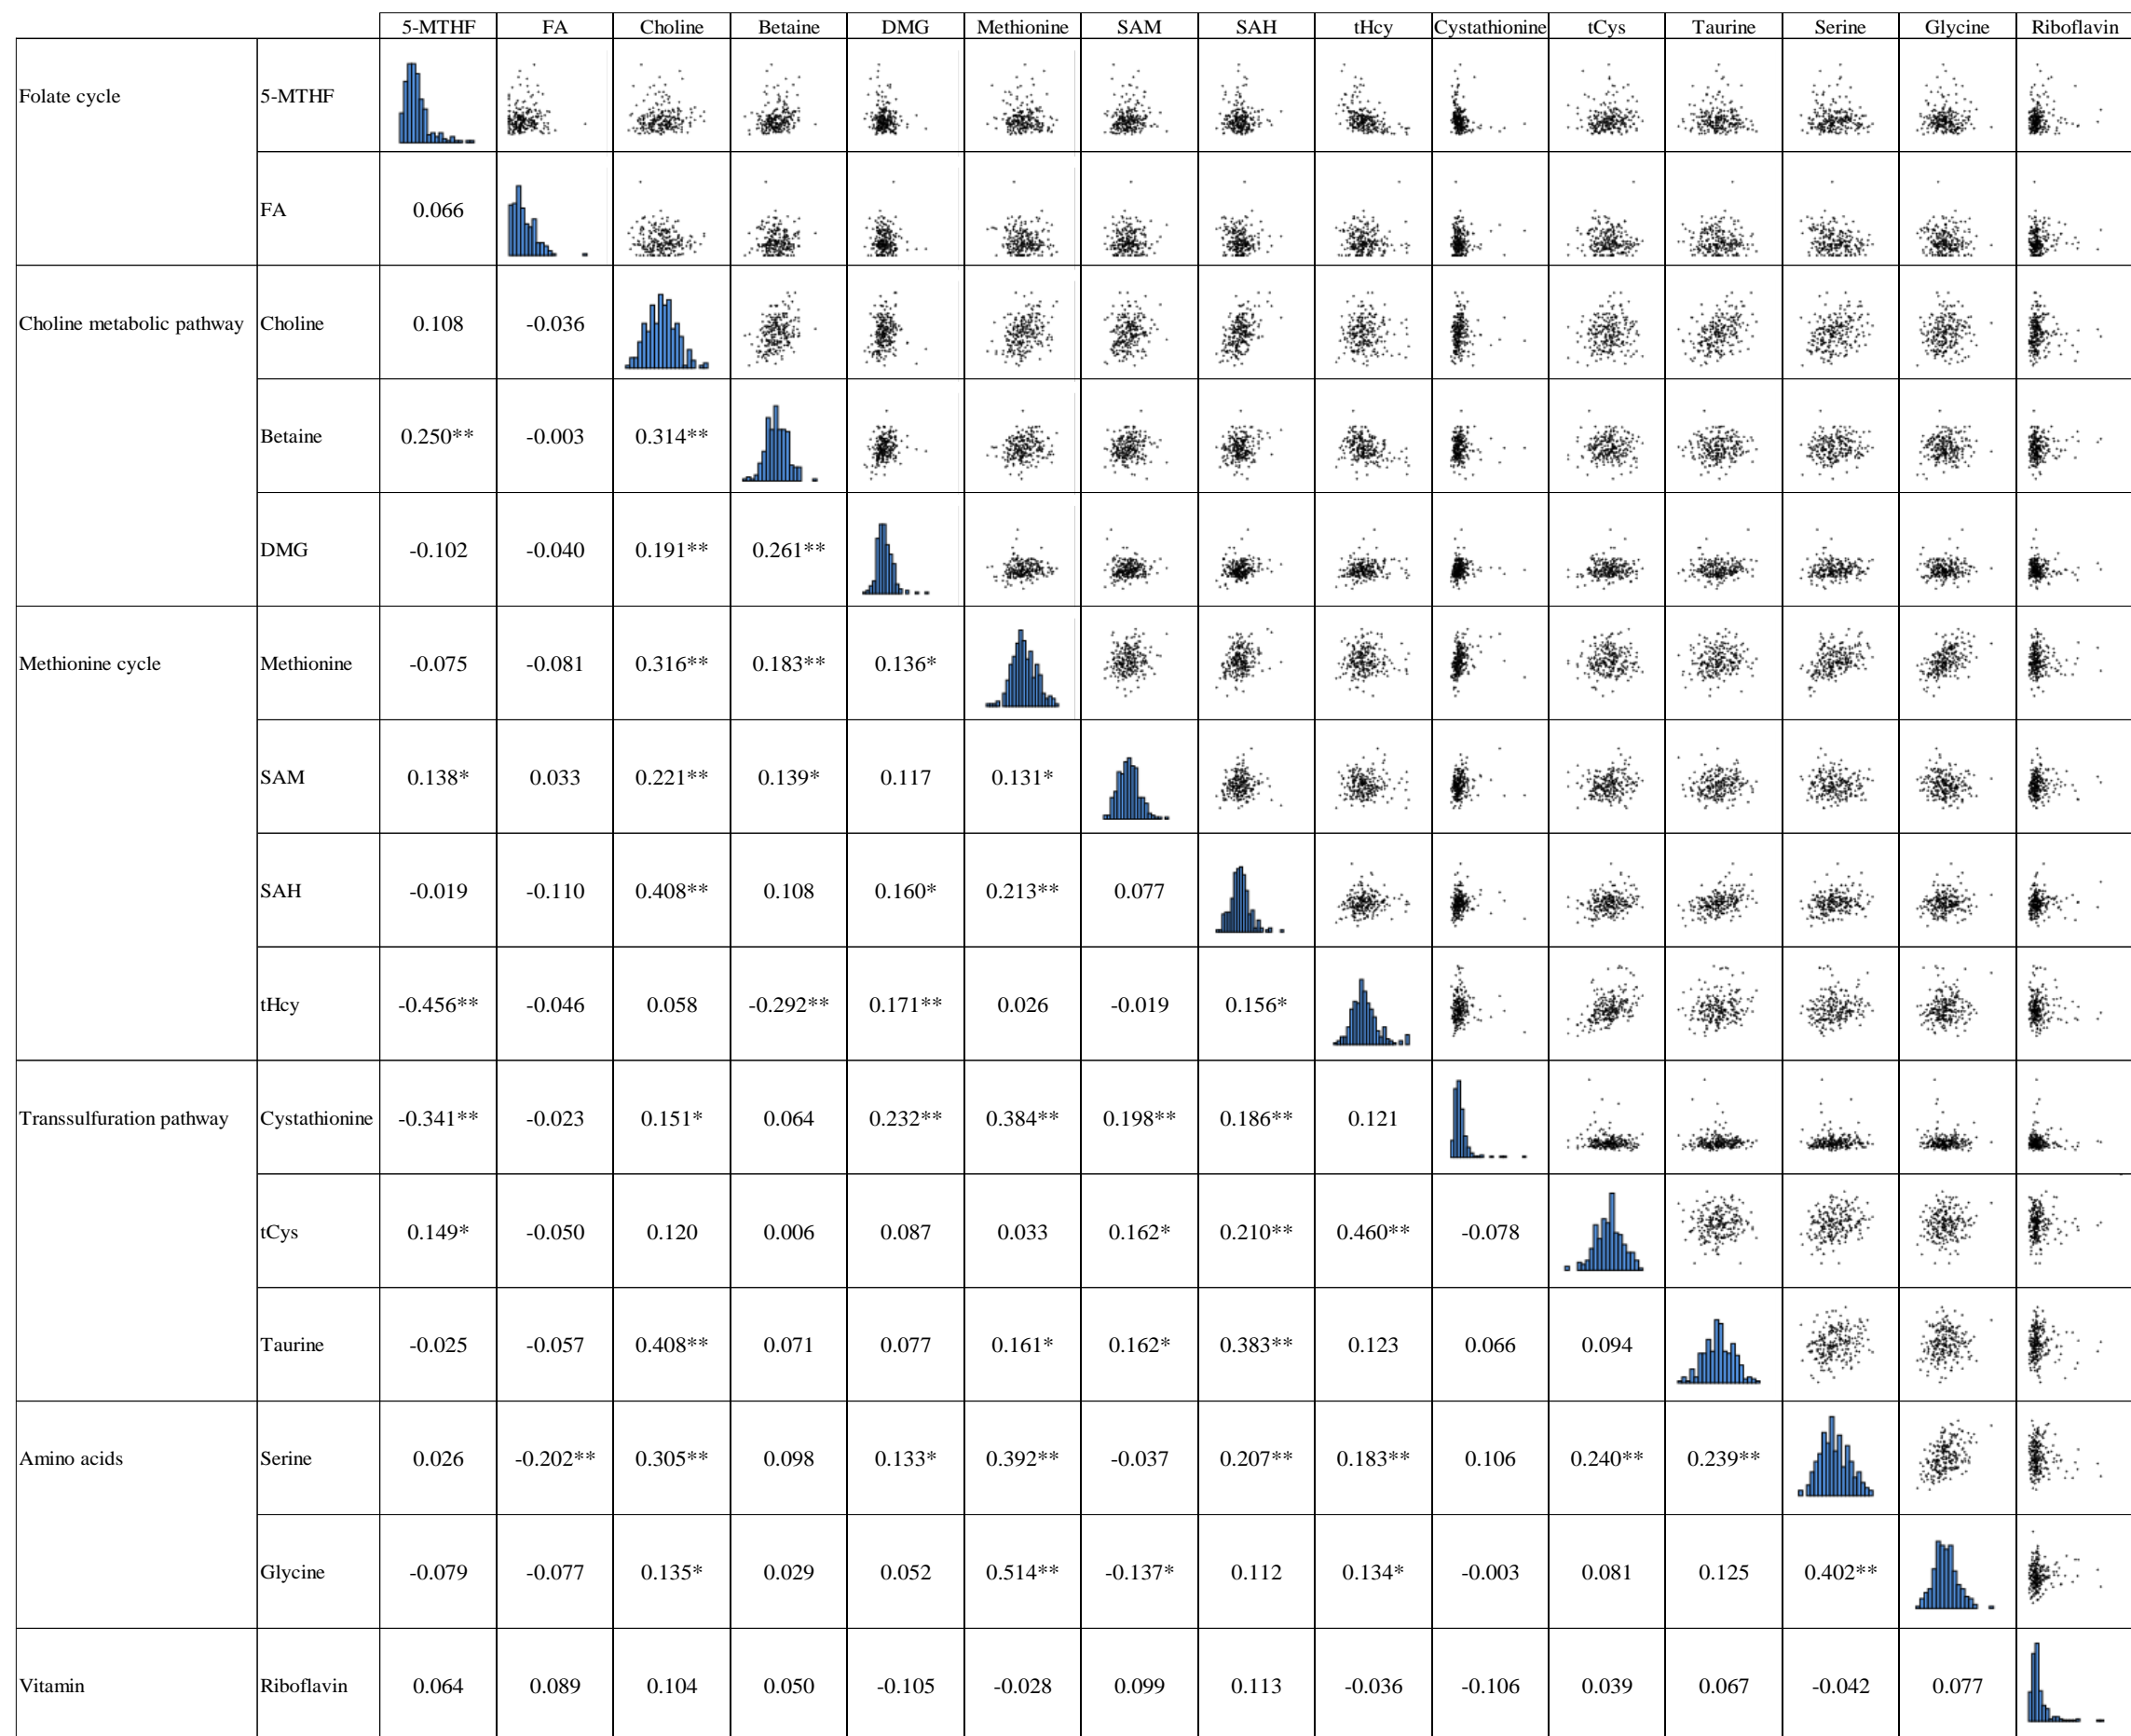 5-MTHF FA Choline Betaine DMG Methionine SAM SAH tHcy Cystathionine tCys Taurine Serine Glycine Riboflavin
Folate cycle 5-MTHF
FA 0.066
Choline metabolic pathway Choline 0.108 -0.036
Betaine 0.250** -0.003 0.314**
DMG -0.102 -0.040 0.191** 0.261**
Methionine cycle Methionine -0.075 -0.081 0.316** 0.183** 0.136*
SAM 0.138* 0.033 0.221** 0.139* 0.117 0.131*
SAH -0.019 -0.110 0.408** 0.108 0.160* 0.213** 0.077
tHcy -0.456** -0.046 0.058 -0.292** 0.171** 0.026 -0.019 0.156*
Transsulfuration pathway Cystathionine -0.341** -0.023 0.151* 0.064 0.232** 0.384** 0.198** 0.186** 0.121
tCys 0.149* -0.050 0.120 0.006 0.087 0.033 0.162* 0.210** 0.460** -0.078
Taurine -0.025 -0.057 0.408** 0.071 0.077 0.161* 0.162* 0.383** 0.123 0.066 0.094
Amino acids Serine 0.026 -0.202** 0.305** 0.098 0.133* 0.392** -0.037 0.207** 0.183** 0.106 0.240** 0.239**
Glycine -0.079 -0.077 0.135* 0.029 0.052 0.514** -0.137* 0.112 0.134* -0.003 0.081 0.125 0.402**
Vitamin Riboflavin 0.064 0.089 0.104 0.050 -0.105 -0.028 0.099 0.113 -0.036 -0.106 0.039 0.067 -0.042 0.077